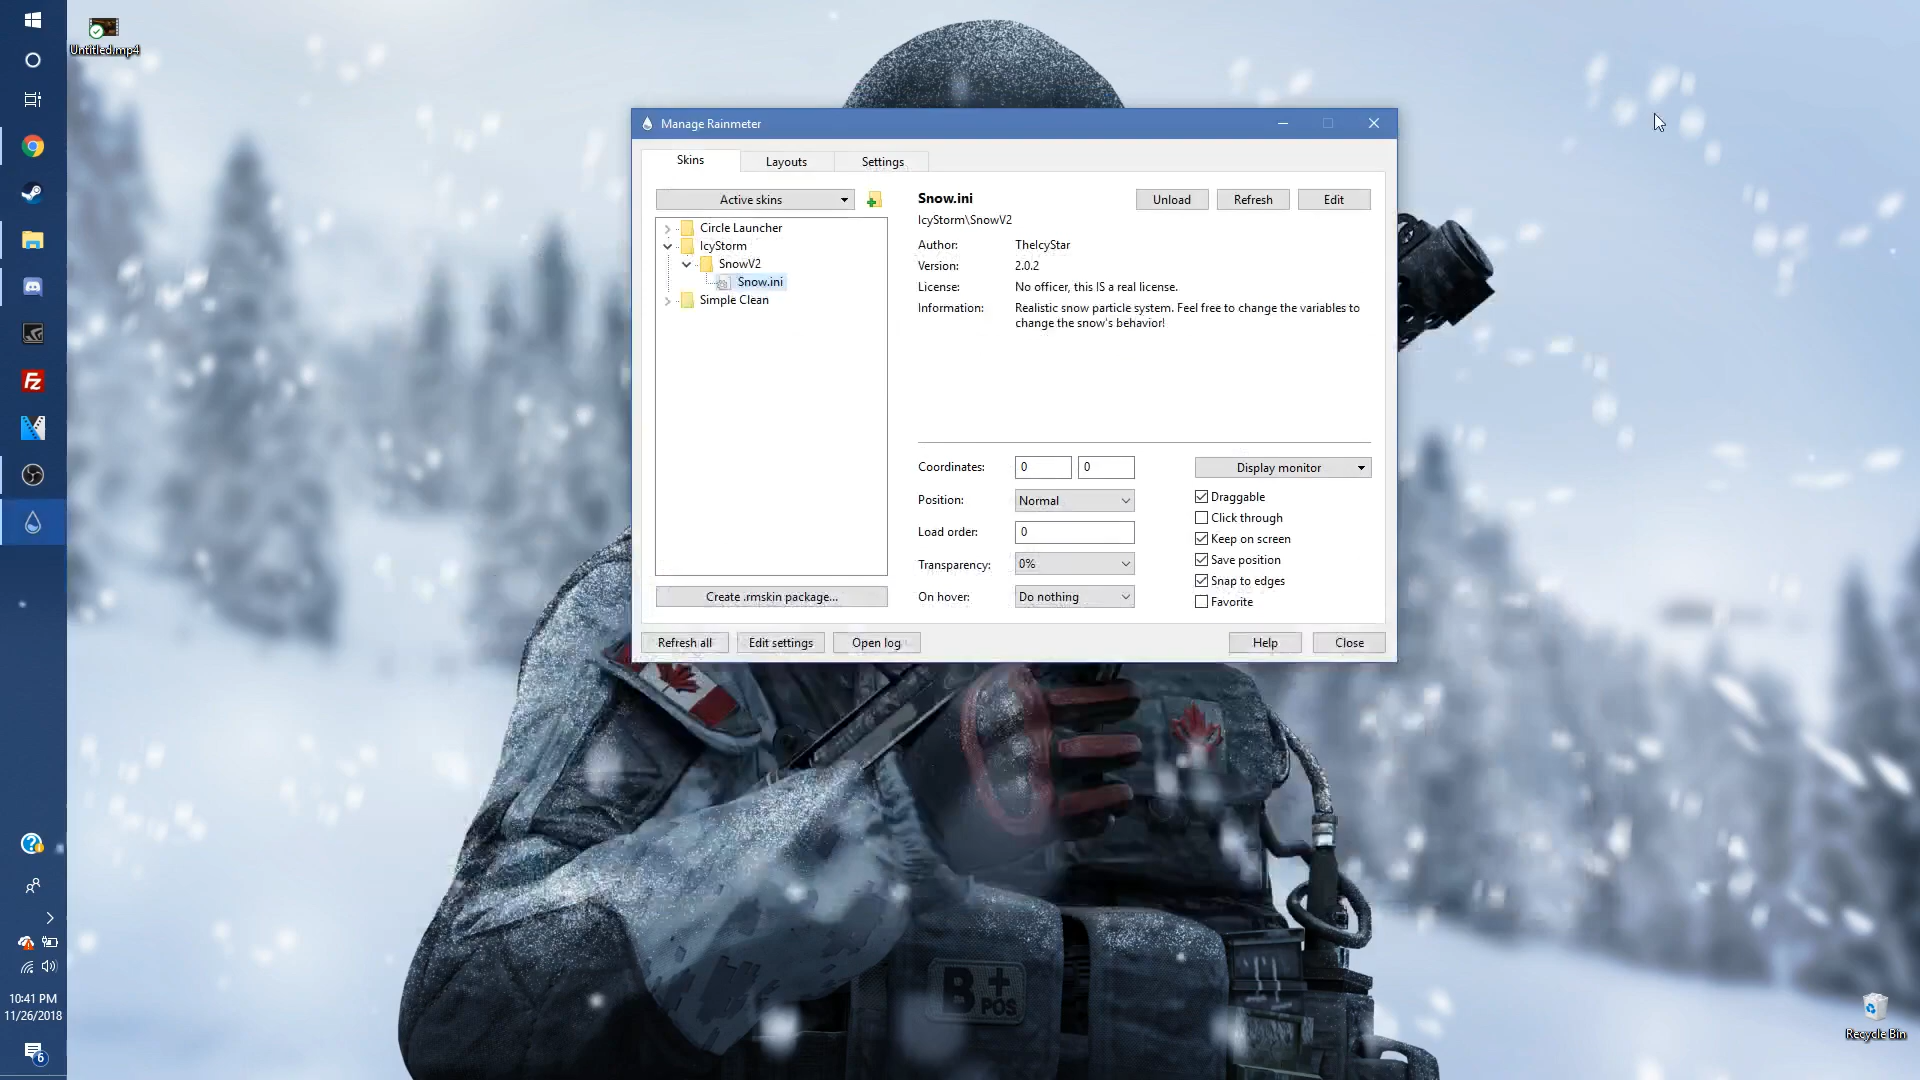 Untitled.mp4
Manage Rainmeter
Skins
Layouts
Settings
Active skins
Circle Launcher
IcyStorm
SnowV2
Snow.ini
Simple Clean
Create .rmskin package...
Snow.ini
Unload
Refresh
Edit
IcyStorm\SnowV2
Author: TheIcyStar
Version: 2.0.2
License: No officer, this IS a real license.
Information: Realistic snow particle system. Feel free to change the variables to
change the snow's behavior!
Coordinates: 0 0
Position: Normal
Load order: 0
Transparency: 0%
On hover: Do nothing
Display monitor
Draggable
Click through
Keep on screen
Save position
Snap to edges
Favorite
Refresh all
Edit settings
Open log
Help
Close
B+
POS
10:41 PM
11/26/2018
6
Recycle Bin